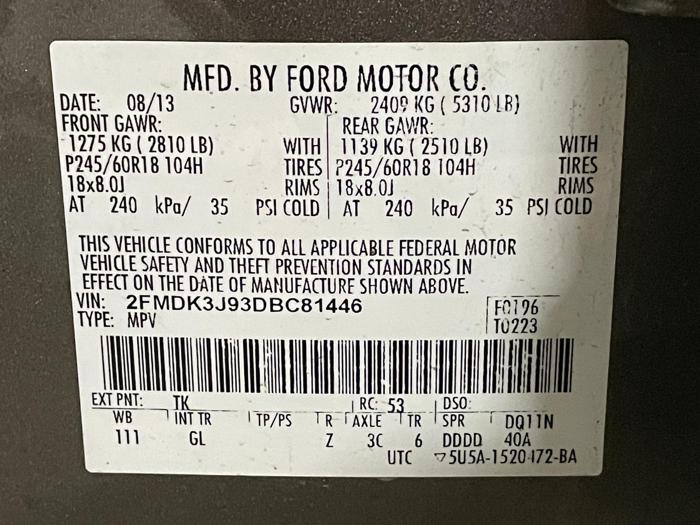 MFD. BY FORD MOTOR CO.
DATE: 08/13 GVWR: 2409 KG ( 5310 LB)
FRONT GAWR: REAR GAWR:
1275 KG ( 2810 LB) WITH 1139 KG ( 2510 LB) WITH
P245/60R18 104H TIRES P245/60R18 104H TIRES
18x8.0J RIMS 18x8.0J RIMS
AT 240 kPa/ 35 PSI COLD AT 240 kPa/ 35 PSI COLD
THIS VEHICLE CONFORMS TO ALL APPLICABLE FEDERAL MOTOR
VEHICLE SAFETY AND THEFT PREVENTION STANDARDS IN
EFFECT ON THE DATE OF MANUFACTURE SHOWN ABOVE.
VIN: 2FMDK3J93DBC81446 F0196
TYPE: MPV T0223
EXT PNT: TK RC: 53 DSO:
WB INT TR TP/PS R AXLE TR SPR DQ11N
111 GL Z 3C 6 DDDD 40A
UTC ▽5U5A-1520472-BA